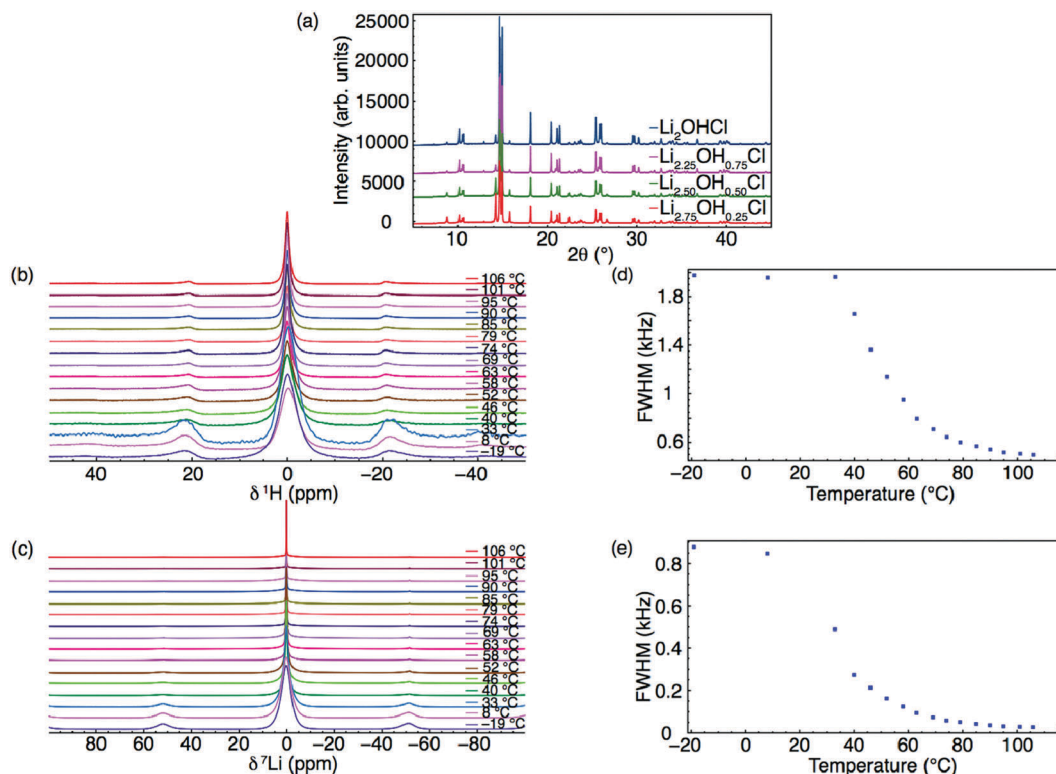 (a)
Intensity (arb. units)
25000
20000
15000
10000
5000
0
Li₂OHCl
Li₂.₂₅OH₀.₇₅Cl
Li₂.₅₀OH₀.₅₀Cl
Li₂.₇₅OH₀.₂₅Cl
10 20 30 40
2θ (°)
(b)
106 °C
101 °C
95 °C
90 °C
85 °C
79 °C
74 °C
69 °C
63 °C
58 °C
52 °C
46 °C
40 °C
33 °C
8 °C
−19 °C
40 20 0 −20 −40
δ ¹H (ppm)
(d)
FWHM (kHz)
1.8
1.4
1
0.6
−20 0 20 40 60 80 100
Temperature (°C)
(c)
106 °C
101 °C
95 °C
90 °C
85 °C
79 °C
74 °C
69 °C
63 °C
58 °C
52 °C
46 °C
40 °C
33 °C
8 °C
−19 °C
80 60 40 20 0 −20 −40 −60 −80
δ ⁷Li (ppm)
(e)
FWHM (kHz)
0.8
0.6
0.4
0.2
0
−20 0 20 40 60 80 100
Temperature (°C)